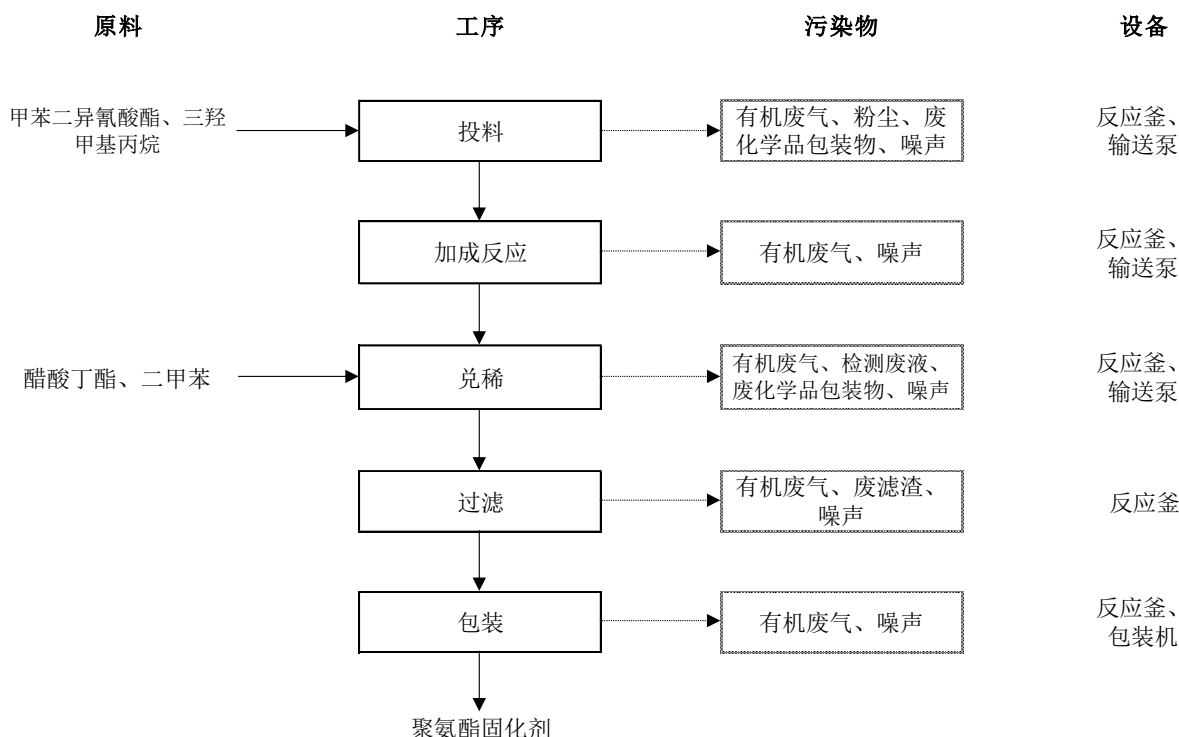 原料 工序 污染物 设备
甲苯二异氰酸酯、三羟
甲基丙烷
投料
有机废气、粉尘、废
化学品包装物、噪声
反应釜、
输送泵
加成反应
有机废气、噪声
反应釜、
输送泵
醋酸丁酯、二甲苯
兑稀
有机废气、检测废液、
废化学品包装物、噪声
反应釜、
输送泵
过滤
有机废气、废滤渣、
噪声
反应釜
包装
有机废气、噪声
反应釜、
包装机
聚氨酯固化剂